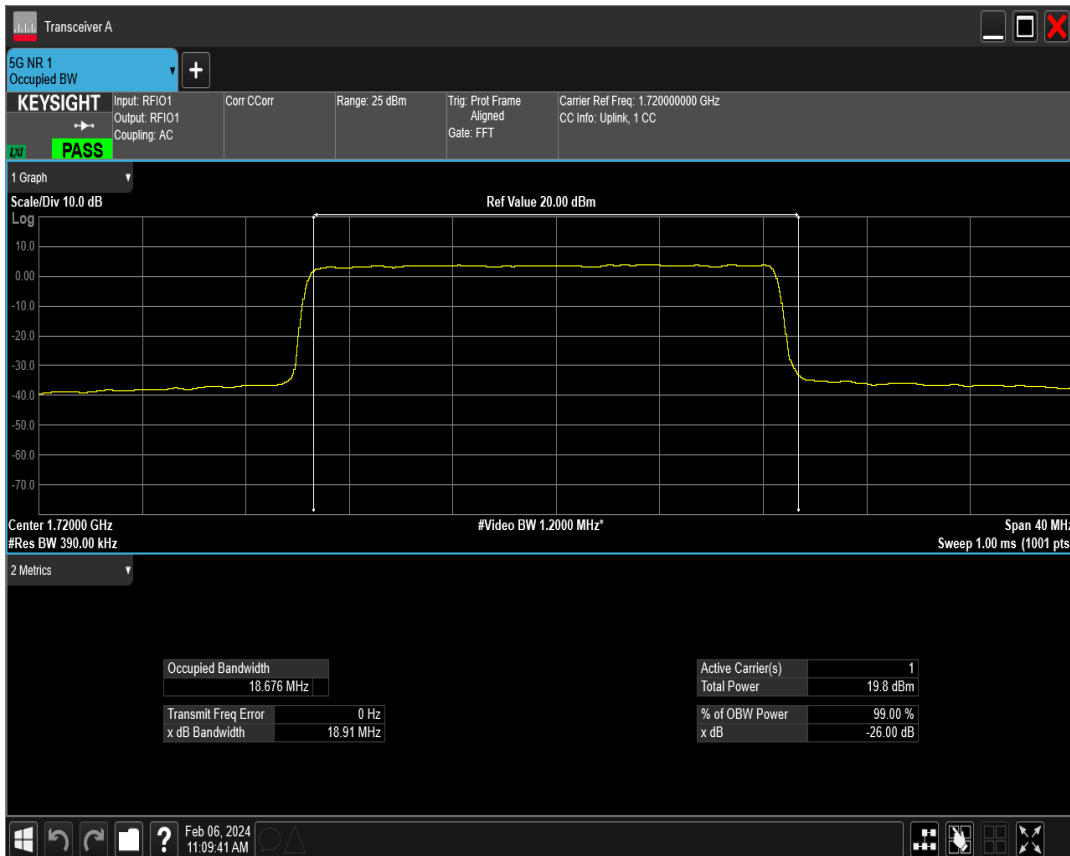 Transceiver A
5G NR 1
Occupied BW
+
KEYSIGHT
LXI
PASS
Input: RFIO1
Output: RFIO1
Coupling: AC
Corr CCorr
Range: 25 dBm
Trig: Prot Frame
Aligned
Gate: FFT
Carrier Ref Freq: 1.720000000 GHz
CC Info: Uplink, 1 CC
1 Graph
Scale/Div 10.0 dB
Ref Value 20.00 dBm
Log
10.0
0.00
-10.0
-20.0
-30.0
-40.0
-50.0
-60.0
-70.0
Center 1.72000 GHz
#Video BW 1.2000 MHz*
Span 40 MHz
#Res BW 390.00 kHz
Sweep 1.00 ms (1001 pts
2 Metrics
Occupied Bandwidth
18.676 MHz
Transmit Freq Error 0 Hz
x dB Bandwidth 18.91 MHz
Active Carrier(s) 1
Total Power 19.8 dBm
% of OBW Power 99.00 %
x dB -26.00 dB
?
Feb 06, 2024
11:09:41 AM